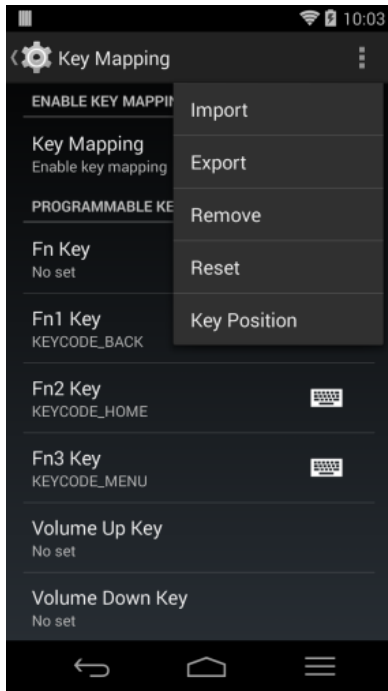 10:03
Key Mapping
ENABLE KEY MAPPIN
Key Mapping
Enable key mapping
PROGRAMMABLE KE
Import
Export
Remove
Reset
Key Position
Fn Key
No set
Fn1 Key
KEYCODE_BACK
Fn2 Key
KEYCODE_HOME
Fn3 Key
KEYCODE_MENU
Volume Up Key
No set
Volume Down Key
No set